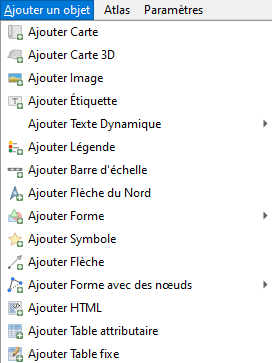 Ajouter un objet Atlas Paramètres
Ajouter Carte
Ajouter Carte 3D
Ajouter Image
Ajouter Étiquette
Ajouter Texte Dynamique
Ajouter Légende
Ajouter Barre d'échelle
Ajouter Flèche du Nord
Ajouter Forme
Ajouter Symbole
Ajouter Flèche
Ajouter Forme avec des nœuds
Ajouter HTML
Ajouter Table attributaire
Ajouter Table fixe